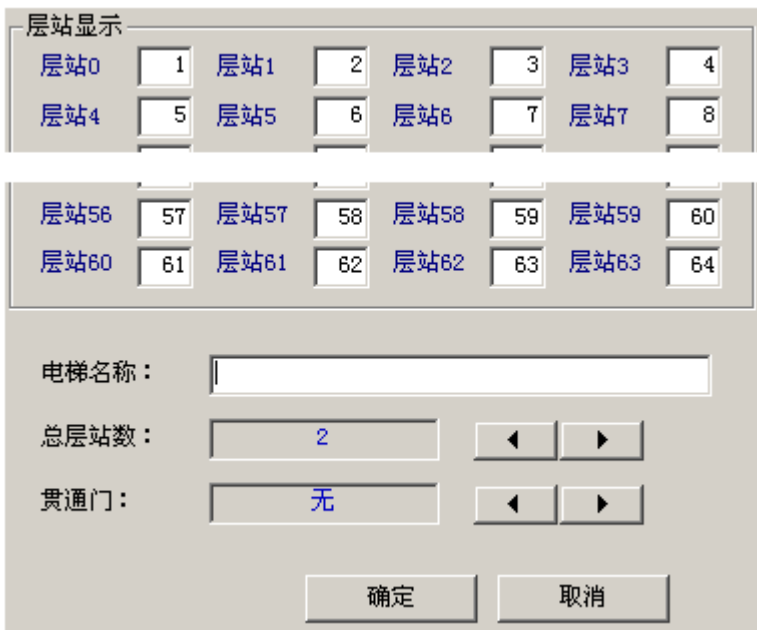 层站显示
层站0 1 层站1 2 层站2 3 层站3 4
层站4 5 层站5 6 层站6 7 层站7 8
层站56 57 层站57 58 层站58 59 层站59 60
层站60 61 层站61 62 层站62 63 层站63 64
电梯名称：
总层站数： 2
贯通门： 无
确定 取消